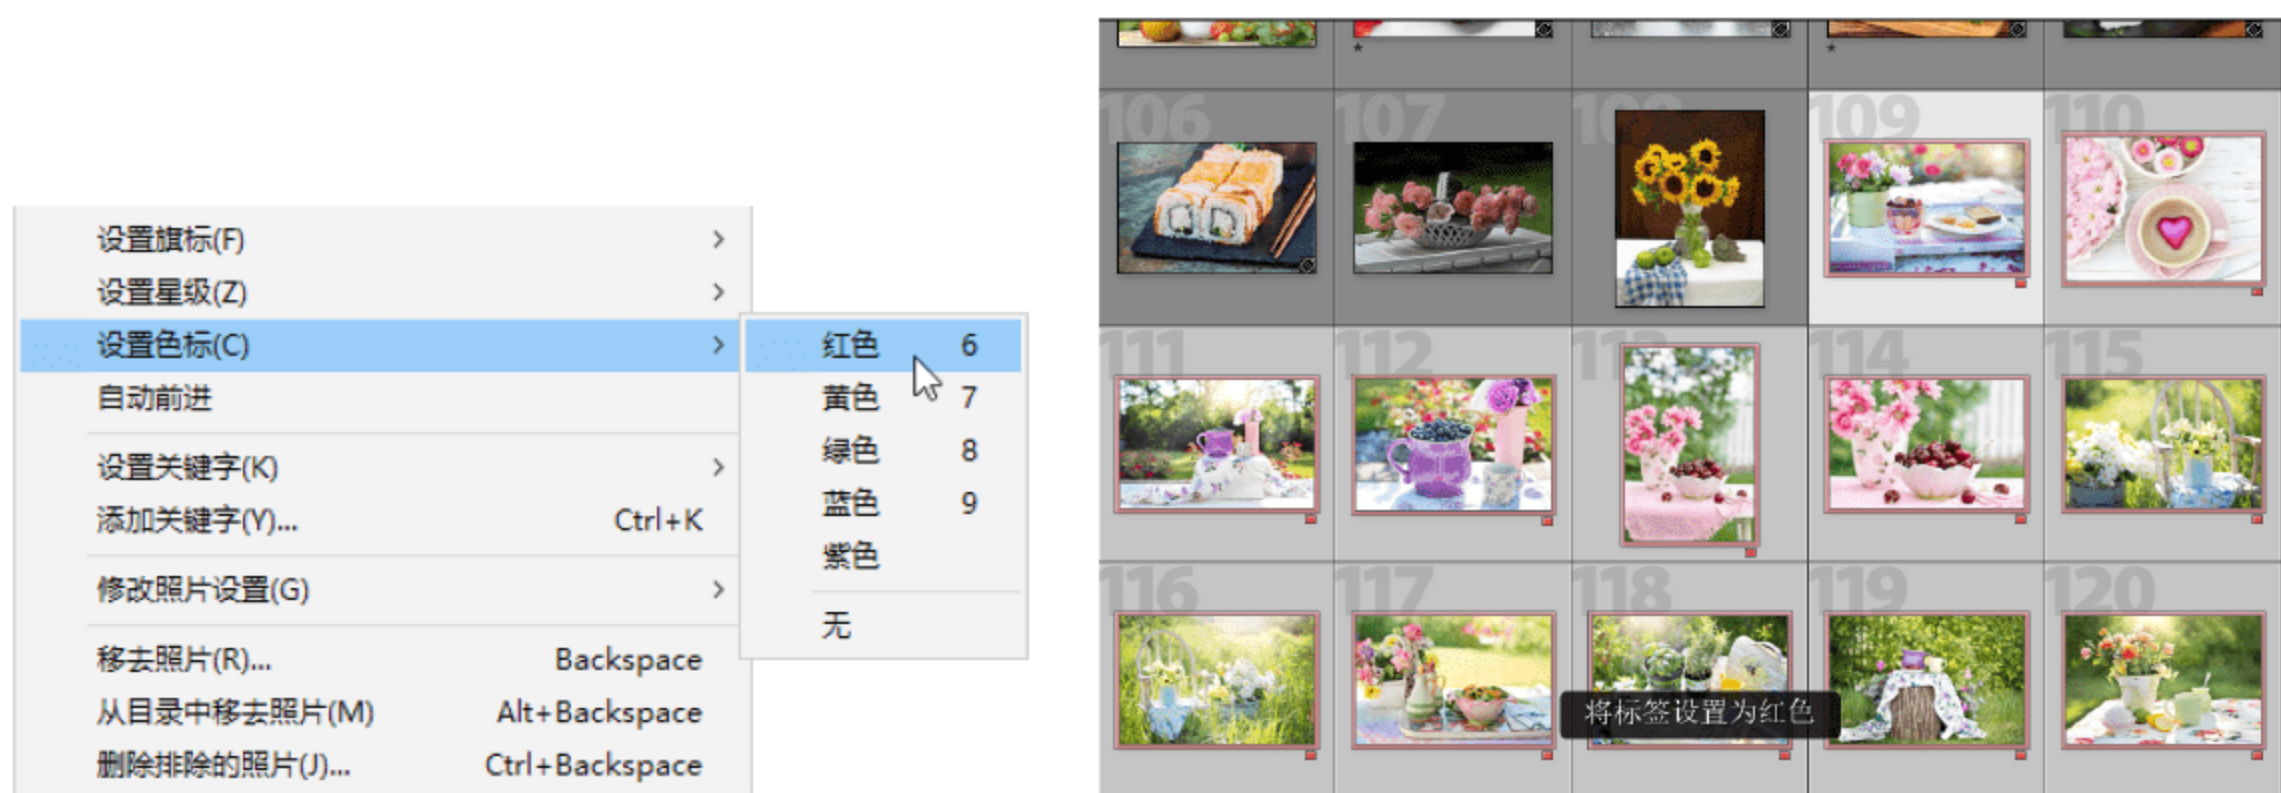 设置旗标(F)
设置星级(Z)
设置色标(C)
自动前进
设置关键字(K)
添加关键字(Y)... Ctrl+K
修改照片设置(G)
移去照片(R)... Backspace
从目录中移去照片(M) Alt+Backspace
删除排除的照片(J)... Ctrl+Backspace
红色 6
黄色 7
绿色 8
蓝色 9
紫色
无
106 107 108 109 110
111 112 113 114 115
116 117 118 119 120
将标签设置为红色